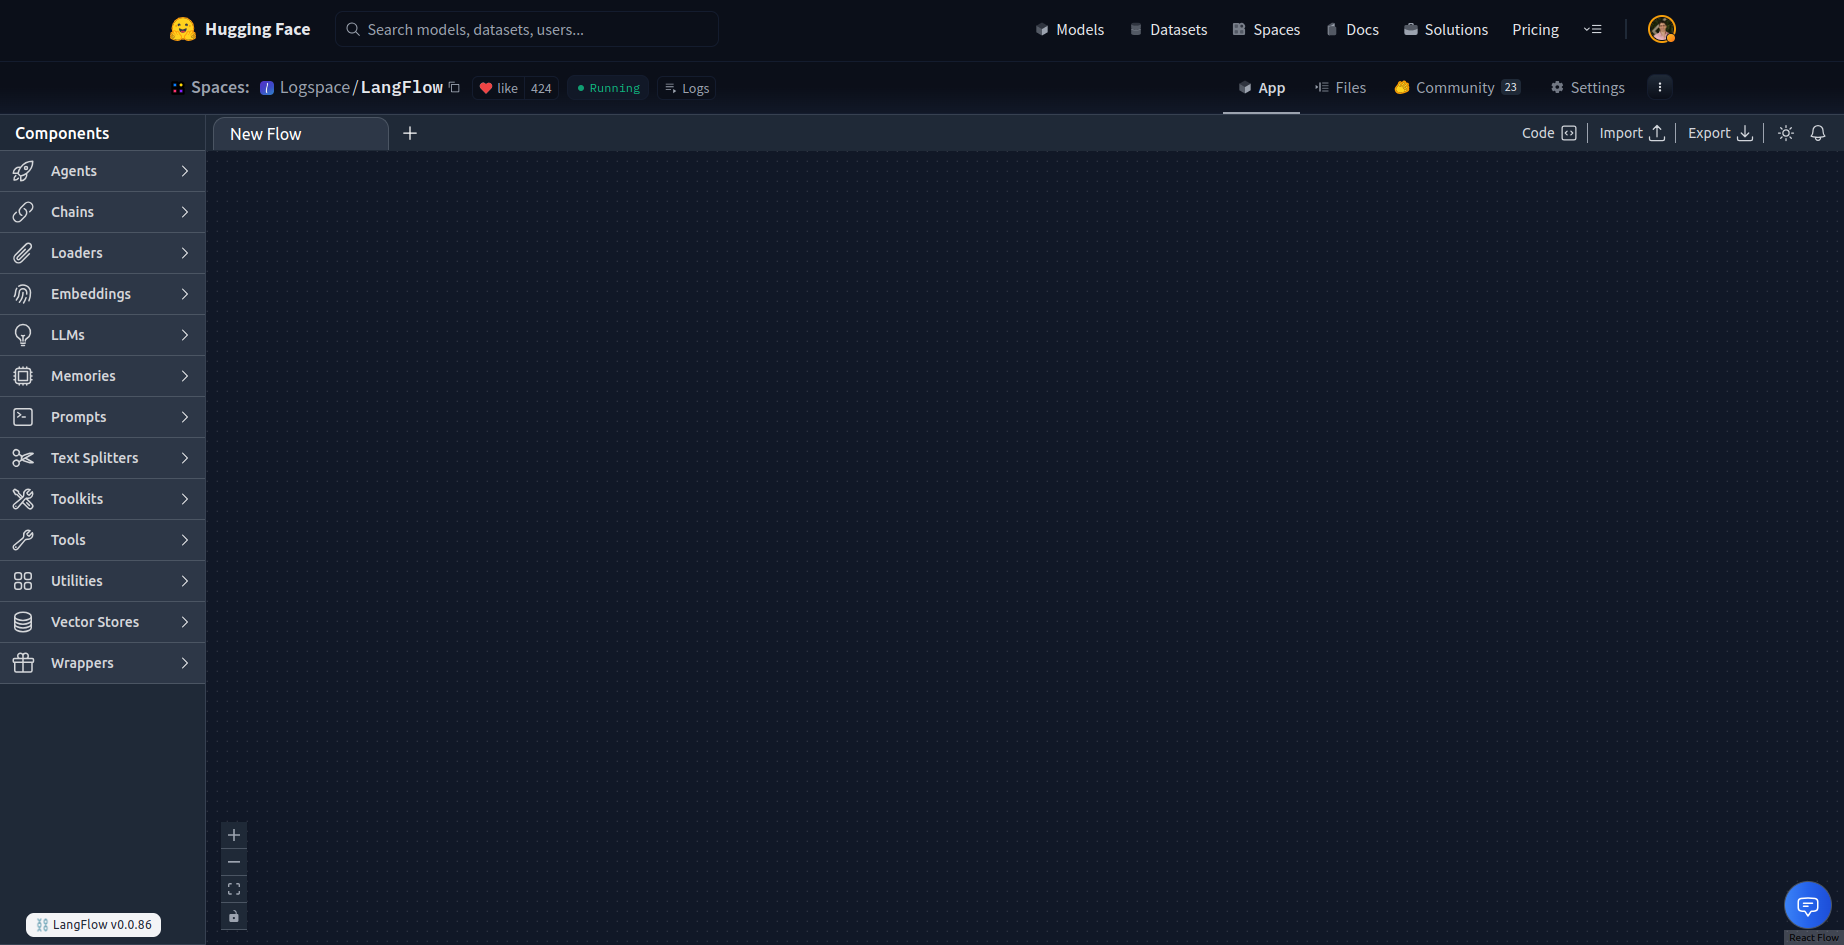 Hugging Face
Search models, datasets, users...
Models
Datasets
Spaces
Docs
Solutions
Pricing
Spaces:
Logspace/LangFlow
like
424
Running
Logs
App
Files
Community
23
Settings
Components
New Flow
Code
Import
Export
Agents
Chains
Loaders
Embeddings
LLMs
Memories
Prompts
Text Splitters
Toolkits
Tools
Utilities
Vector Stores
Wrappers
LangFlow v0.0.86
React Flow